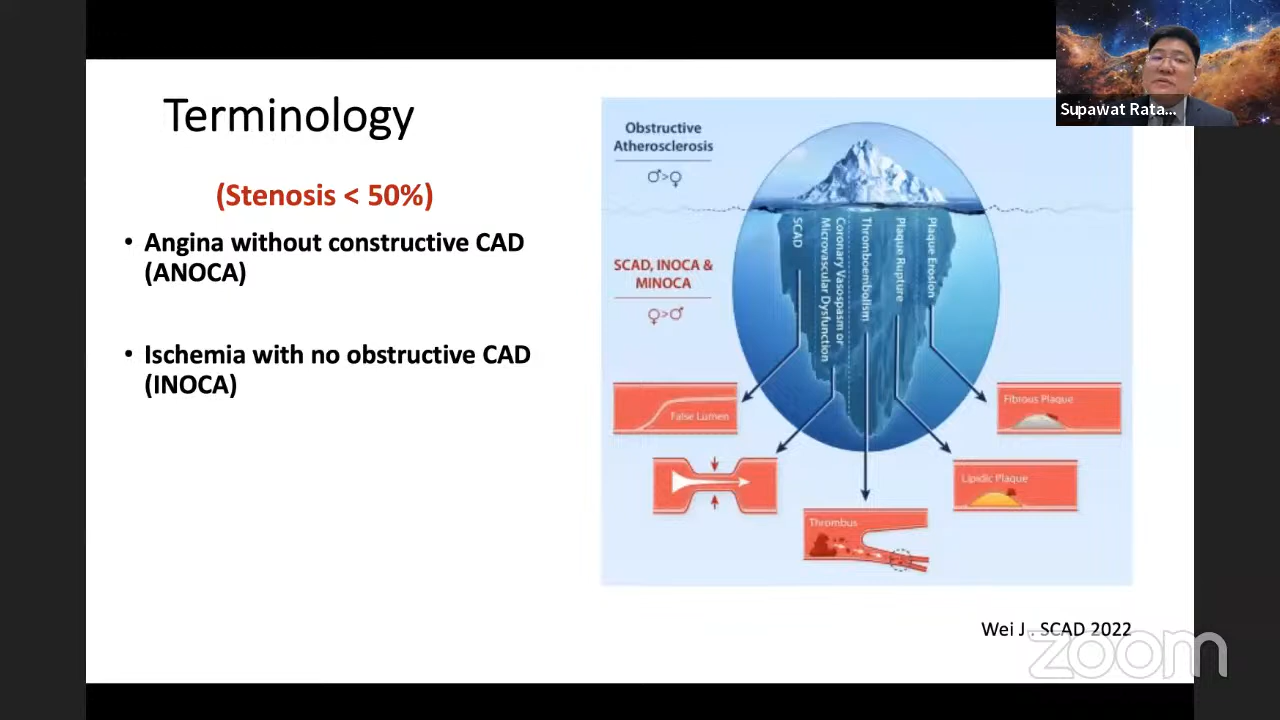 Terminology
(Stenosis < 50%)
• Angina without constructive CAD
(ANOCA)
• Ischemia with no obstructive CAD
(INOCA)
Obstructive
Atherosclerosis
♂>♀
SCAD, INOCA &
MINOCA
♀>♂
SCAD
Coronary Vasospasm or
Microvascular Dysfunction
Thromboembolism
Plaque Rupture
Plaque Erosion
False Lumen
Thrombus
Lipidic Plaque
Fibrous Plaque
Wei J . SCAD 2022
Supawat Rata...
zoom